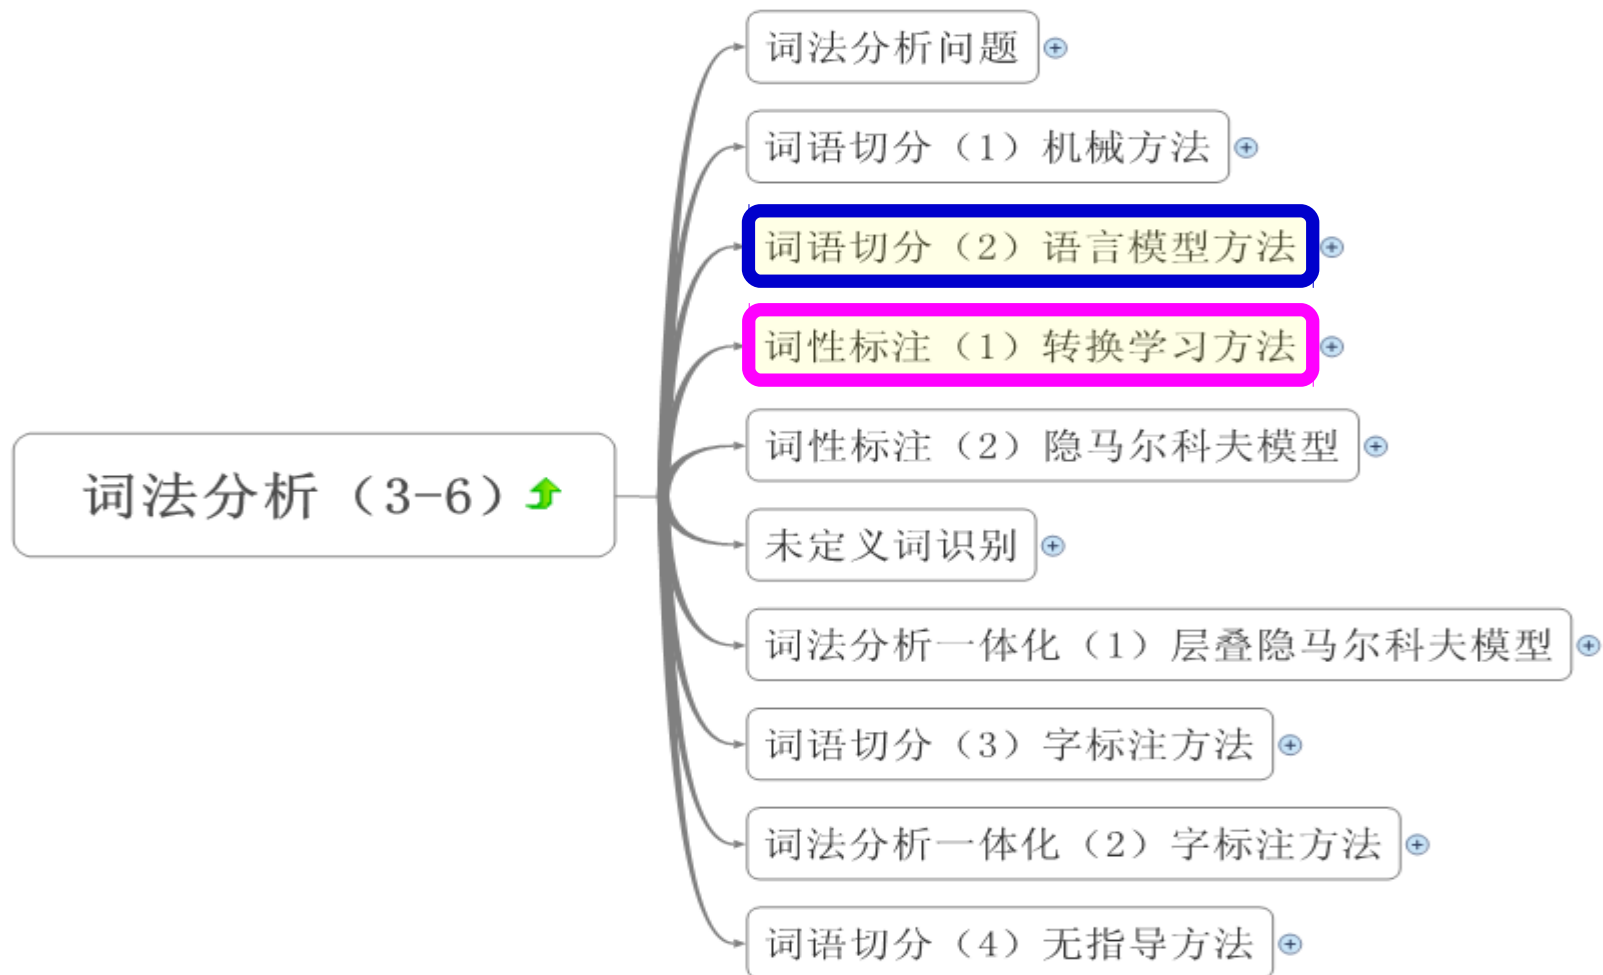 词法分析问题
词语切分（1）机械方法
词语切分（2）语言模型方法
词性标注（1）转换学习方法
词性标注（2）隐马尔科夫模型
词法分析（3-6）
未定义词识别
词法分析一体化（1）层叠隐马尔科夫模型
词语切分（3）字标注方法
词法分析一体化（2）字标注方法
词语切分（4）无指导方法